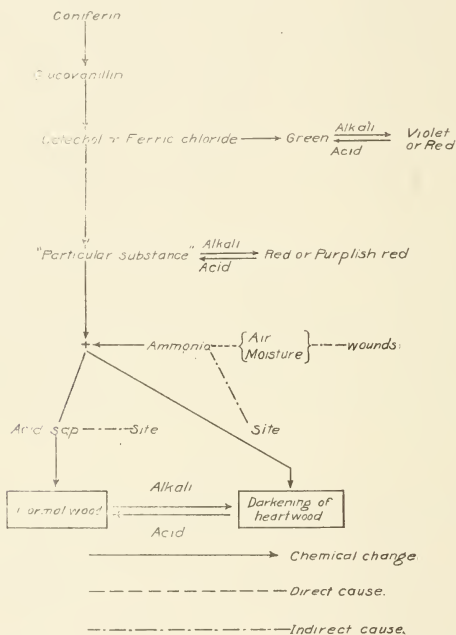 Coniferin
Glucovanillin
Catechol + Ferric chloride Green Alkali Acid Violet or Red
"Particular substance" Alkali Acid Red or Purplish red
+ Ammonia { Air Moisture } wounds.
Acid sap Site Site
Normal wood Alkali Acid Darkening of heartwood
Chemical change.
Direct cause.
Indirect cause.